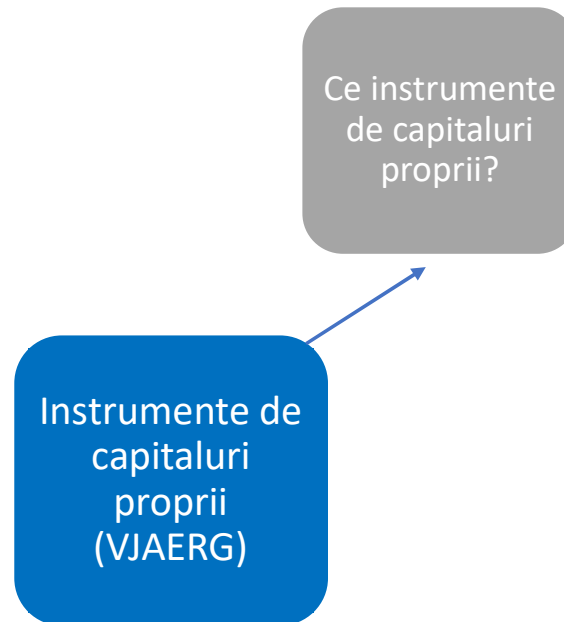 Ce instrumente
de capitaluri
proprii?
Instrumente de
capitaluri
proprii
(VJAERG)